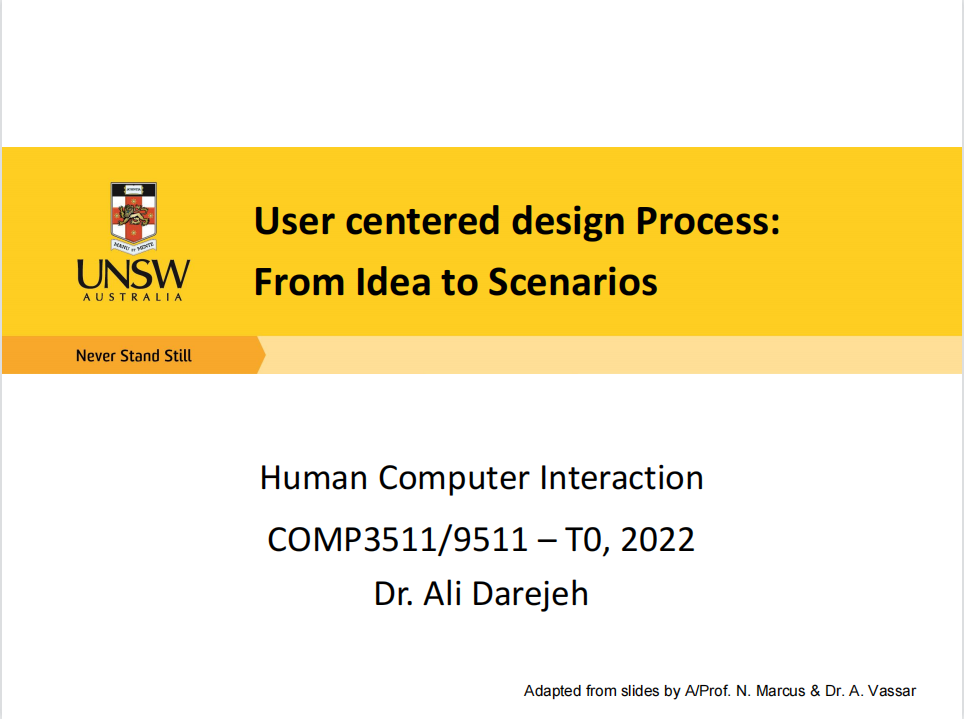 SCIENTIA
MANU ET MENTE
UNSW
AUSTRALIA
User centered design Process:
From Idea to Scenarios
Never Stand Still
Human Computer Interaction
COMP3511/9511 – T0, 2022
Dr. Ali Darejeh
Adapted from slides by A/Prof. N. Marcus & Dr. A. Vassar